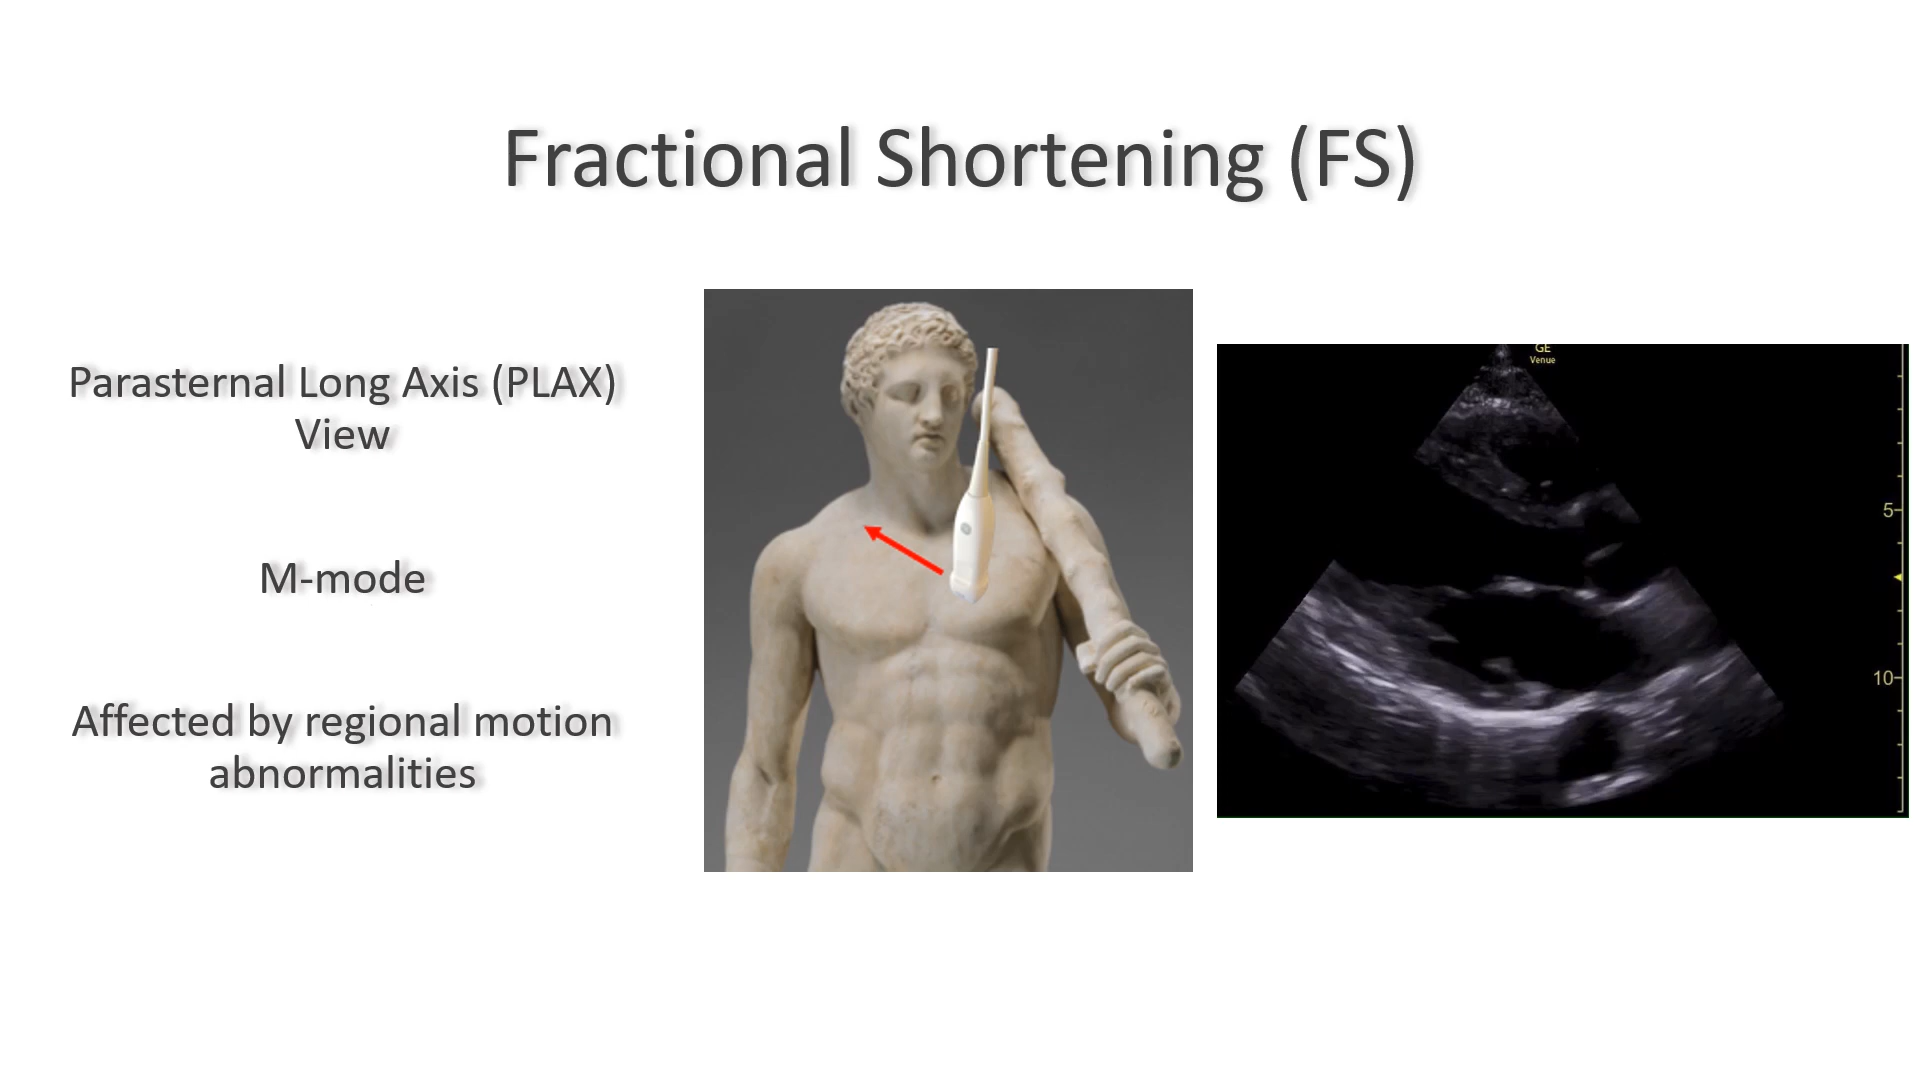 Fractional Shortening (FS)
Parasternal Long Axis (PLAX)
View
M-mode
Affected by regional motion
abnormalities
GE
Venue
5
10